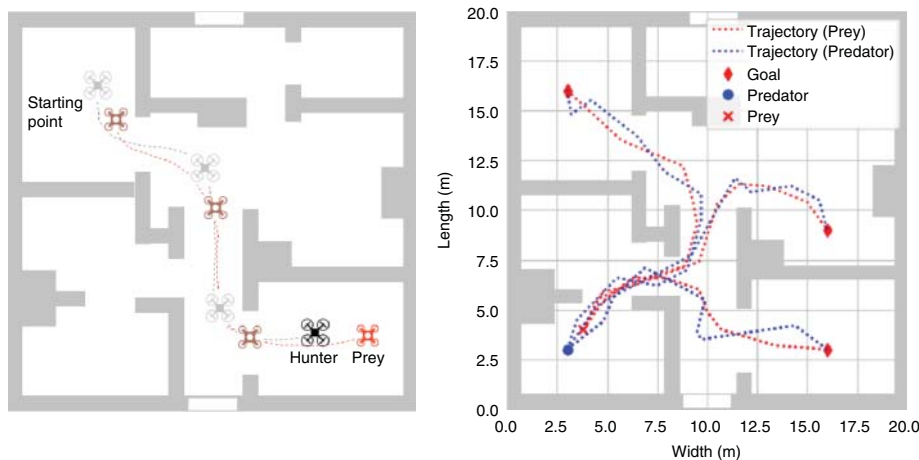 Starting
point
Hunter
Prey
20.0
17.5
15.0
12.5
10.0
7.5
5.0
2.5
0.0
Length (m)
Trajectory (Prey)
Trajectory (Predator)
Goal
Predator
Prey
0.0 2.5 5.0 7.5 10.0 12.5 15.0 17.5 20.0
Width (m)